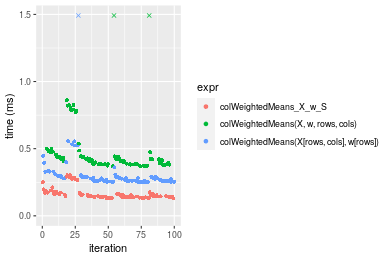 1.5
1.0
0.5
0.0
time (ms)
0 25 50 75 100
iteration
expr
colWeightedMeans_X_w_S
colWeightedMeans(X, w, rows, cols)
colWeightedMeans(X[rows, cols], w[rows])